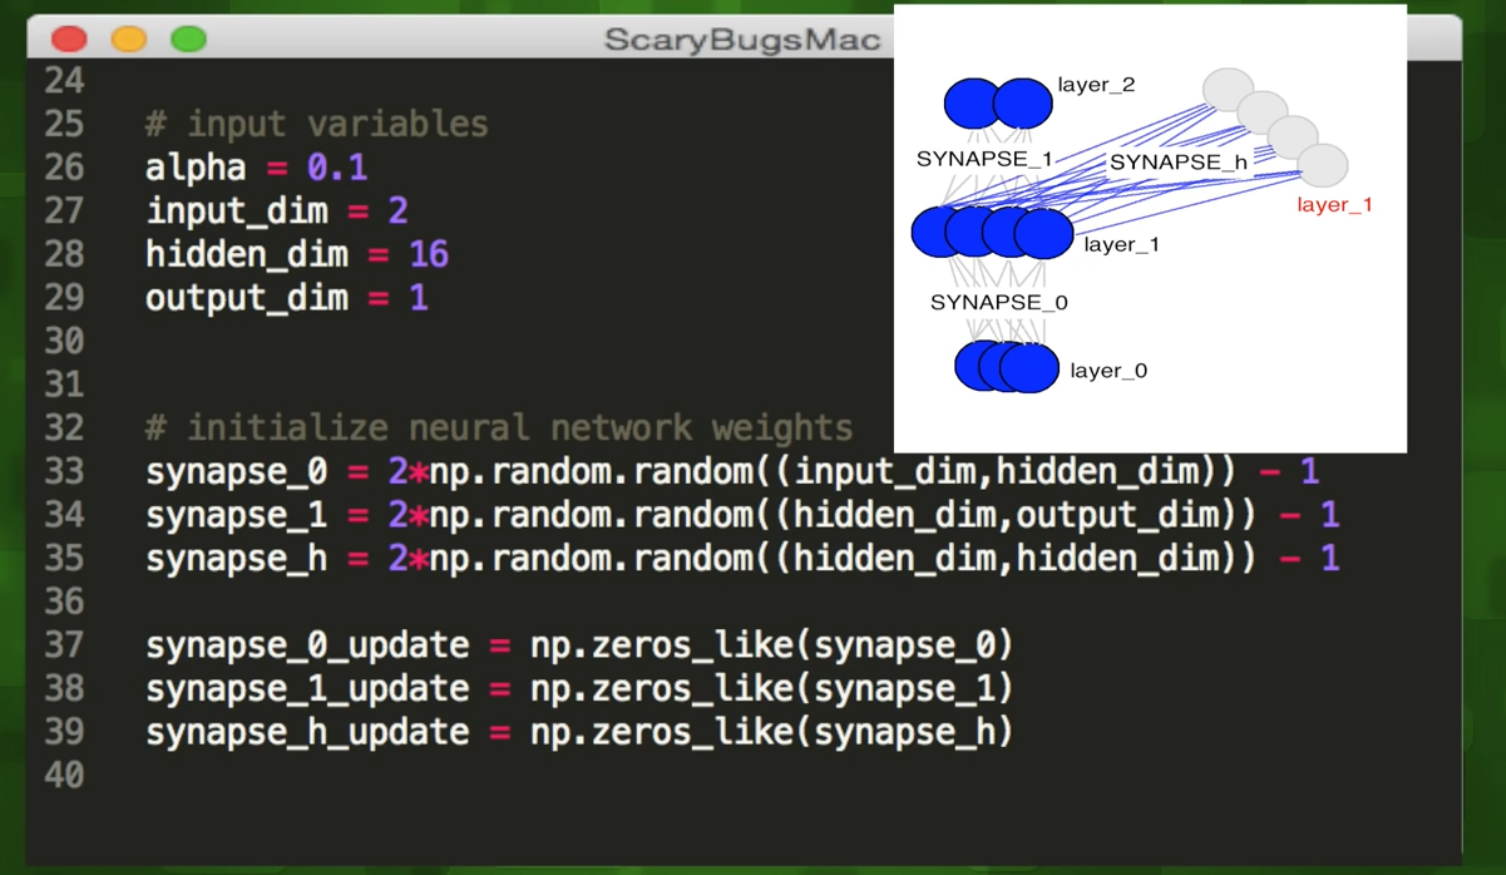 ScaryBugsMac
24
25 # input variables
26 alpha = 0.1
27 input_dim = 2
28 hidden_dim = 16
29 output_dim = 1
30
31
32 # initialize neural network weights
33 synapse_0 = 2*np.random.random((input_dim,hidden_dim)) - 1
34 synapse_1 = 2*np.random.random((hidden_dim,output_dim)) - 1
35 synapse_h = 2*np.random.random((hidden_dim,hidden_dim)) - 1
36
37 synapse_0_update = np.zeros_like(synapse_0)
38 synapse_1_update = np.zeros_like(synapse_1)
39 synapse_h_update = np.zeros_like(synapse_h)
40
layer_2
SYNAPSE_1
SYNAPSE_h
layer_1
layer_1
SYNAPSE_0
layer_0